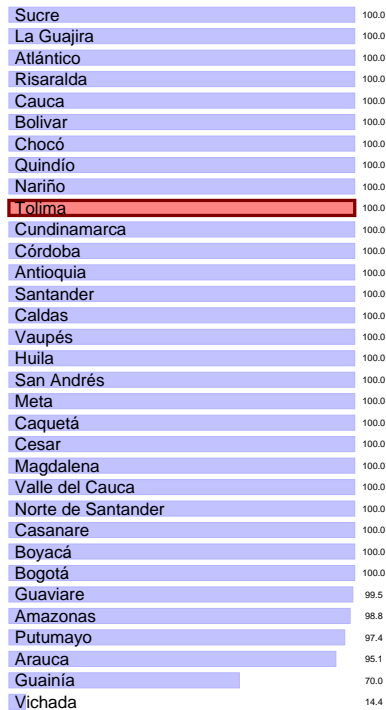 Sucre 100.0
La Guajira 100.0
Atlántico 100.0
Risaralda 100.0
Cauca 100.0
Bolivar 100.0
Chocó 100.0
Quindío 100.0
Nariño 100.0
Tolima 100.0
Cundinamarca 100.0
Córdoba 100.0
Antioquia 100.0
Santander 100.0
Caldas 100.0
Vaupés 100.0
Huila 100.0
San Andrés 100.0
Meta 100.0
Caquetá 100.0
Cesar 100.0
Magdalena 100.0
Valle del Cauca 100.0
Norte de Santander 100.0
Casanare 100.0
Boyacá 100.0
Bogotá 100.0
Guaviare 99.5
Amazonas 98.8
Putumayo 97.4
Arauca 95.1
Guainía 70.0
Vichada 14.4